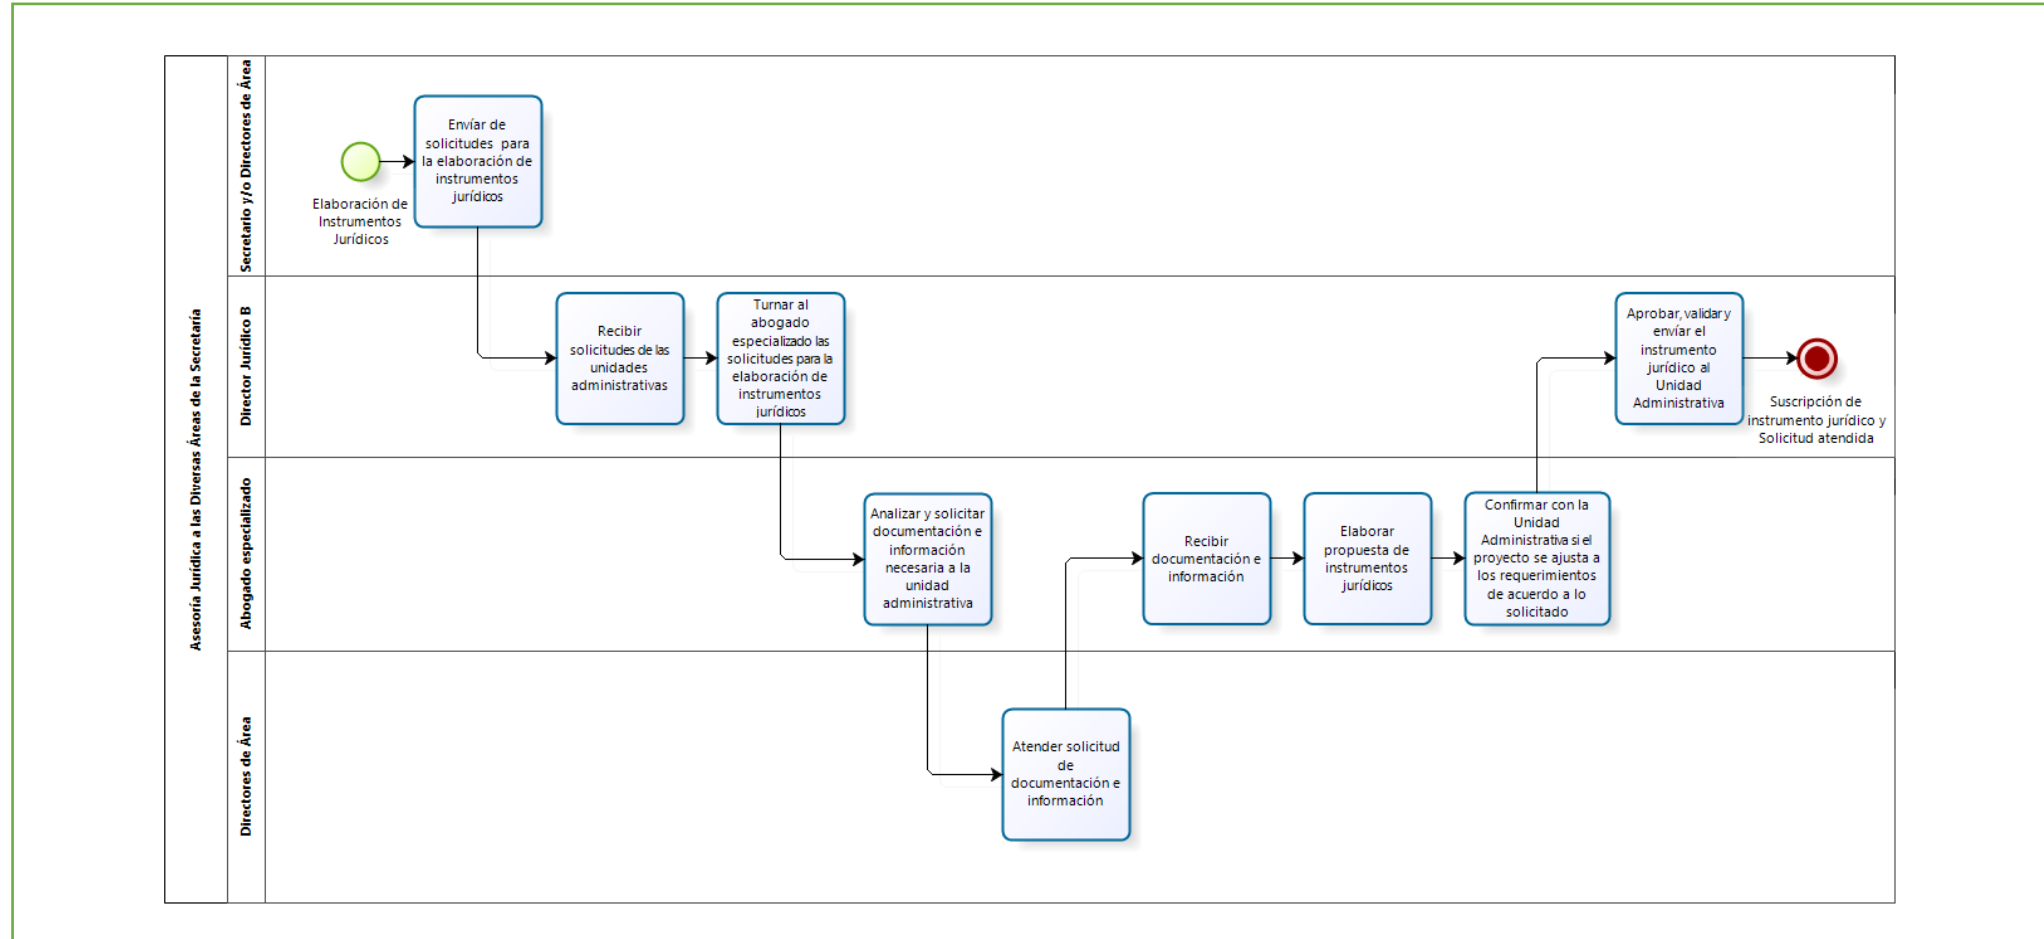 Asesoría Jurídica a las Diversas Áreas de la Secretaría
Secretario y/o Directores de Área
Elaboración de
Instrumentos
Jurídicos
Envíar de
solicitudes para
la elaboración de
instrumentos
jurídicos
Director Jurídico B
Recibir
solicitudes de las
unidades
administrativas
Turnar al
abogado
especializado las
solicitudes para la
elaboración de
instrumentos
jurídicos
Aprobar, validar y
envíar el
instrumento
jurídico al
Unidad
Administrativa
Suscripción de
instrumento jurídico y
Solicitud atendida
Abogado especializado
Analizar y solicitar
documentación e
información
necesaria a la
unidad
administrativa
Recibir
documentación e
información
Elaborar
propuesta de
instrumentos
jurídicos
Confirmar con la
Unidad
Administrativa si el
proyecto se ajusta a
los requerimientos
de acuerdo a lo
solicitado
Directores de Área
Atender solicitud
de
documentación e
información